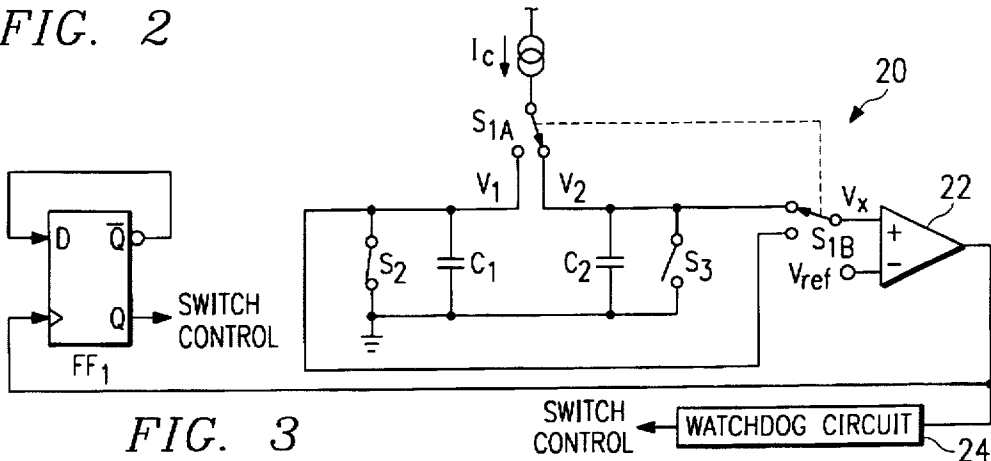 FIG. 2
I_c
20
S_1A
V_1
V_2
V_x
22
D
Q̄
S_2
C_1
C_2
S_3
S_1B
+
−
V_ref
Q
SWITCH
CONTROL
FF_1
FIG. 3
SWITCH
CONTROL
WATCHDOG CIRCUIT
24